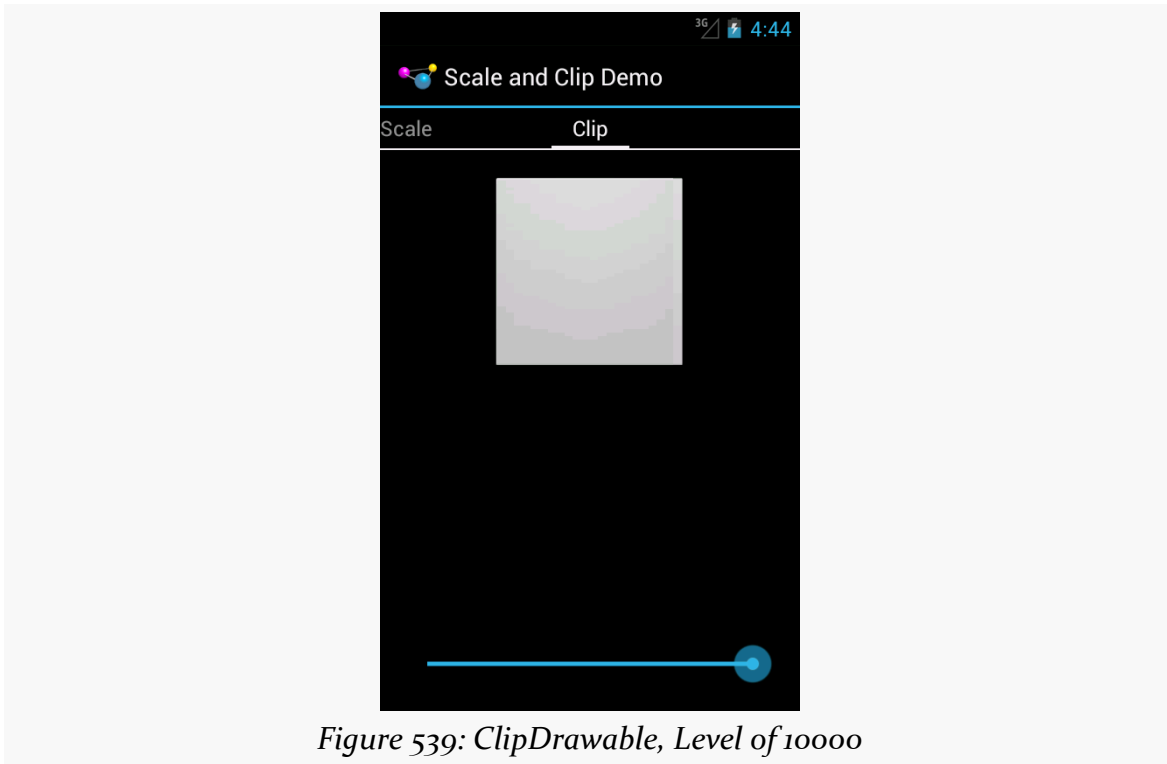 3G 4:44
Scale and Clip Demo
Scale Clip
Figure 539: ClipDrawable, Level of 10000